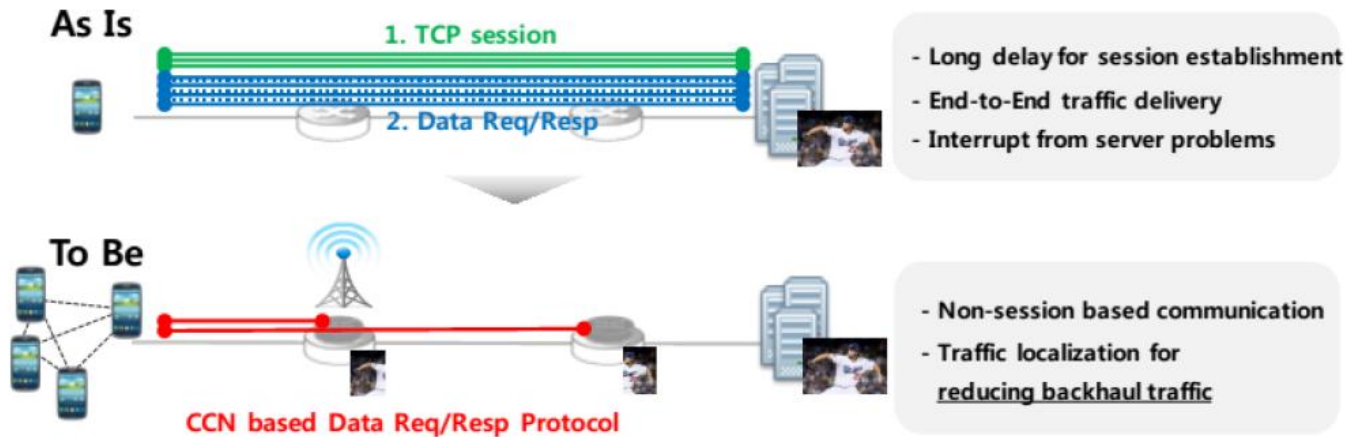 As Is
1. TCP session
2. Data Req/Resp
- Long delay for session establishment
- End-to-End traffic delivery
- Interrupt from server problems
To Be
CCN based Data Req/Resp Protocol
- Non-session based communication
- Traffic localization for
reducing backhaul traffic